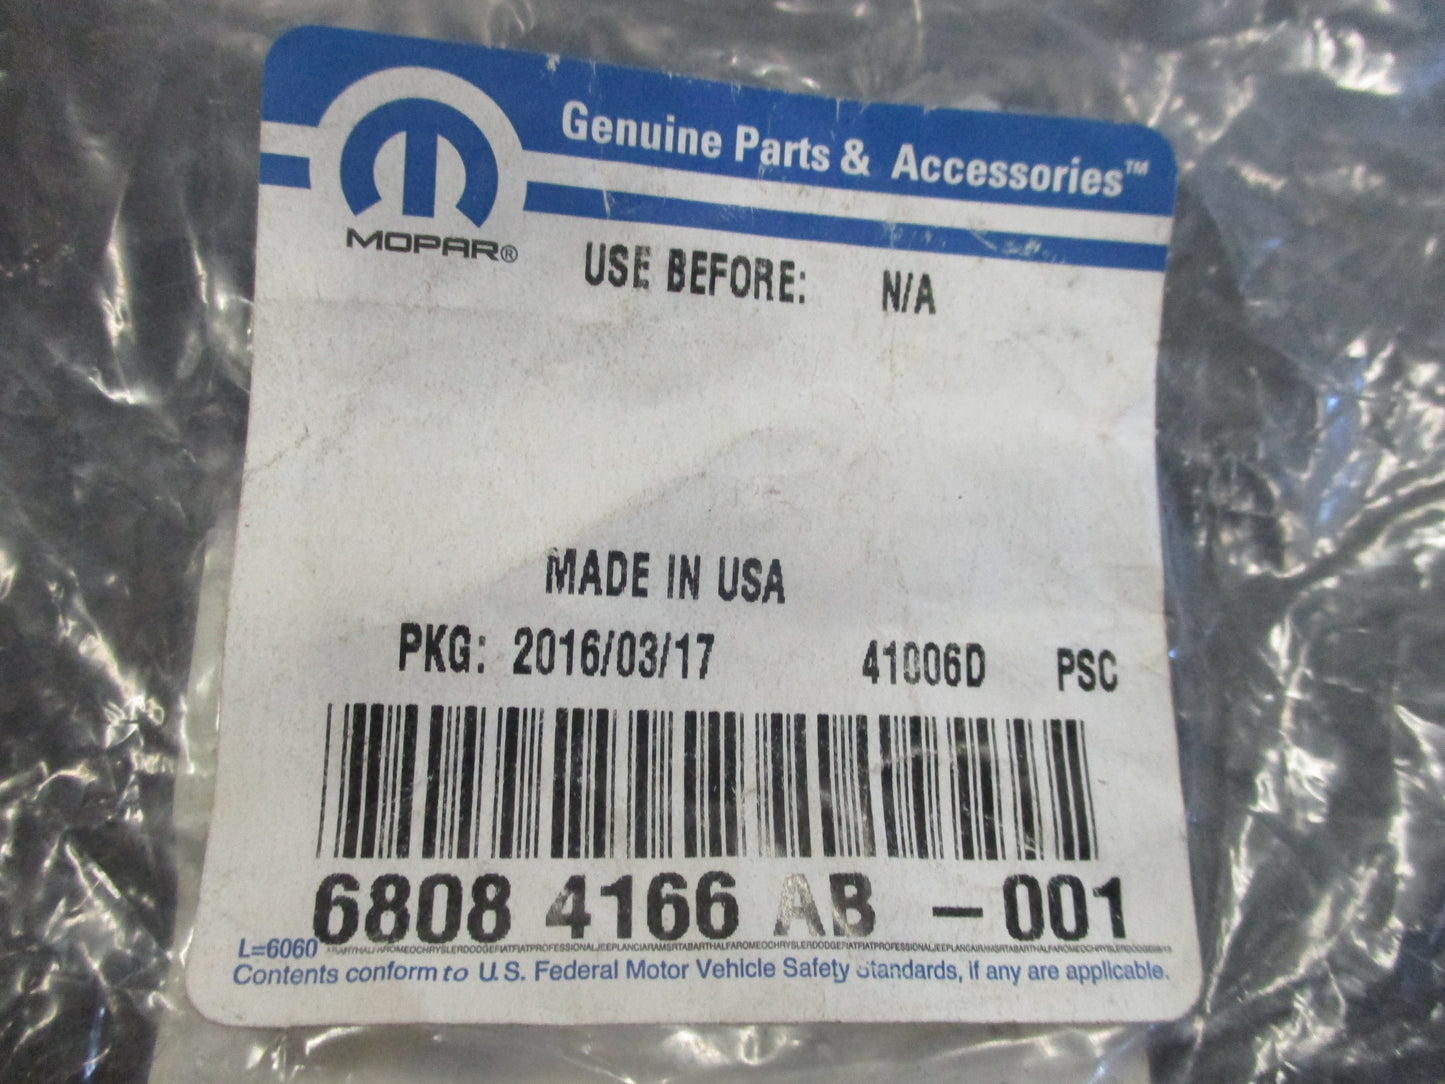 Genuine Parts & Accessories™
MOPAR®
USE BEFORE: N/A
MADE IN USA
PKG: 2016/03/17 41006D PSC
6808 4166 AB – 001
L=6060
Contents conform to U.S. Federal Motor Vehicle Safety Standards, if any are applicable.